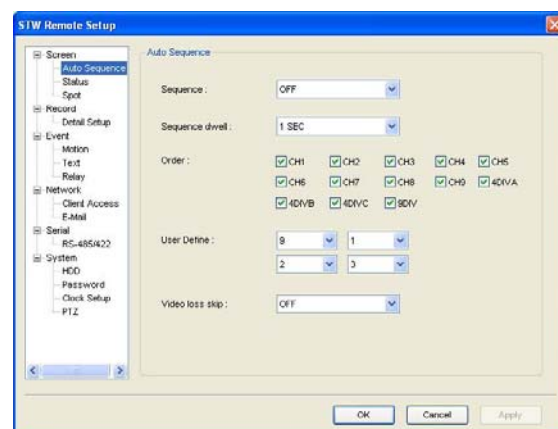 STW Remote Setup
Screen
Auto Sequence
Status
Spot
Record
Detail Setup
Event
Motion
Text
Relay
Network
Client Access
E-Mail
Serial
RS-485/422
System
HDD
Password
Clock Setup
PTZ
Auto Sequence
Sequence : OFF
Sequence dwell : 1 SEC
Order : CH1 CH2 CH3 CH4 CH5
CH6 CH7 CH8 CH9 4DIVA
4DIVB 4DIVC 9DIV
User Define : 9 1
2 3
Video loss skip : OFF
OK Cancel Apply